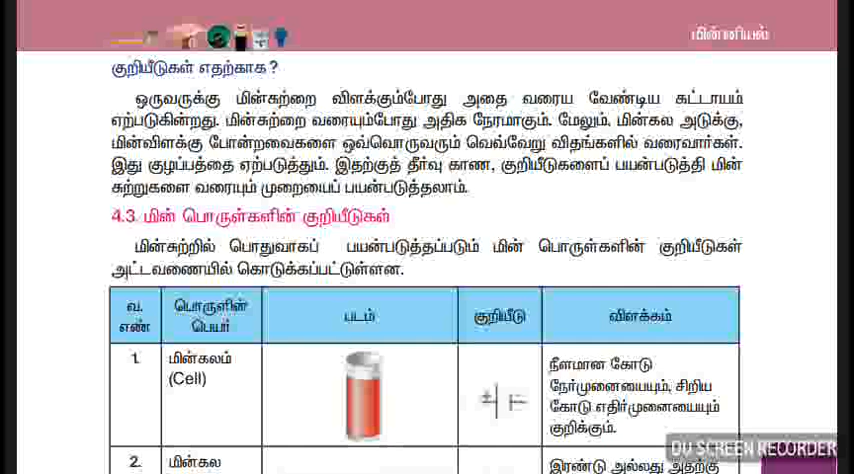 மின்னியல்
குறியீடுகள் எதற்காக?
ஒருவருக்கு மின்சுற்றை விளக்கும்போது அதை வரைய வேண்டிய கட்டாயம்
ஏற்படுகின்றது. மின்சுற்றை வரையும்போது அதிக நேரமாகும். மேலும், மின்கல அடுக்கு,
மின்விளக்கு போன்றவைகளை ஒவ்வொருவரும் வெவ்வேறு விதங்களில் வரைவார்கள்.
இது குழப்பத்தை ஏற்படுத்தும். இதற்குத் தீர்வு காண, குறியீடுகளைப் பயன்படுத்தி மின்
சுற்றுகளை வரையும் முறையைப் பயன்படுத்தலாம்.
4.3. மின் பொருள்களின் குறியீடுகள்
மின்சுற்றில் பொதுவாகப் பயன்படுத்தப்படும் மின் பொருள்களின் குறியீடுகள்
அட்டவணையில் கொடுக்கப்பட்டுள்ளன.
வ. எண்
பொருளின் பெயர்
படம்
குறியீடு
விளக்கம்
1.
மின்கலம்
(Cell)
+ –
நீளமான கோடு
நேர்முனையையும், சிறிய
கோடு எதிர்முனையையும்
குறிக்கும்.
2.
மின்கல
இரண்டு அல்லது அதற்கு
DU SCREEN RECORDER